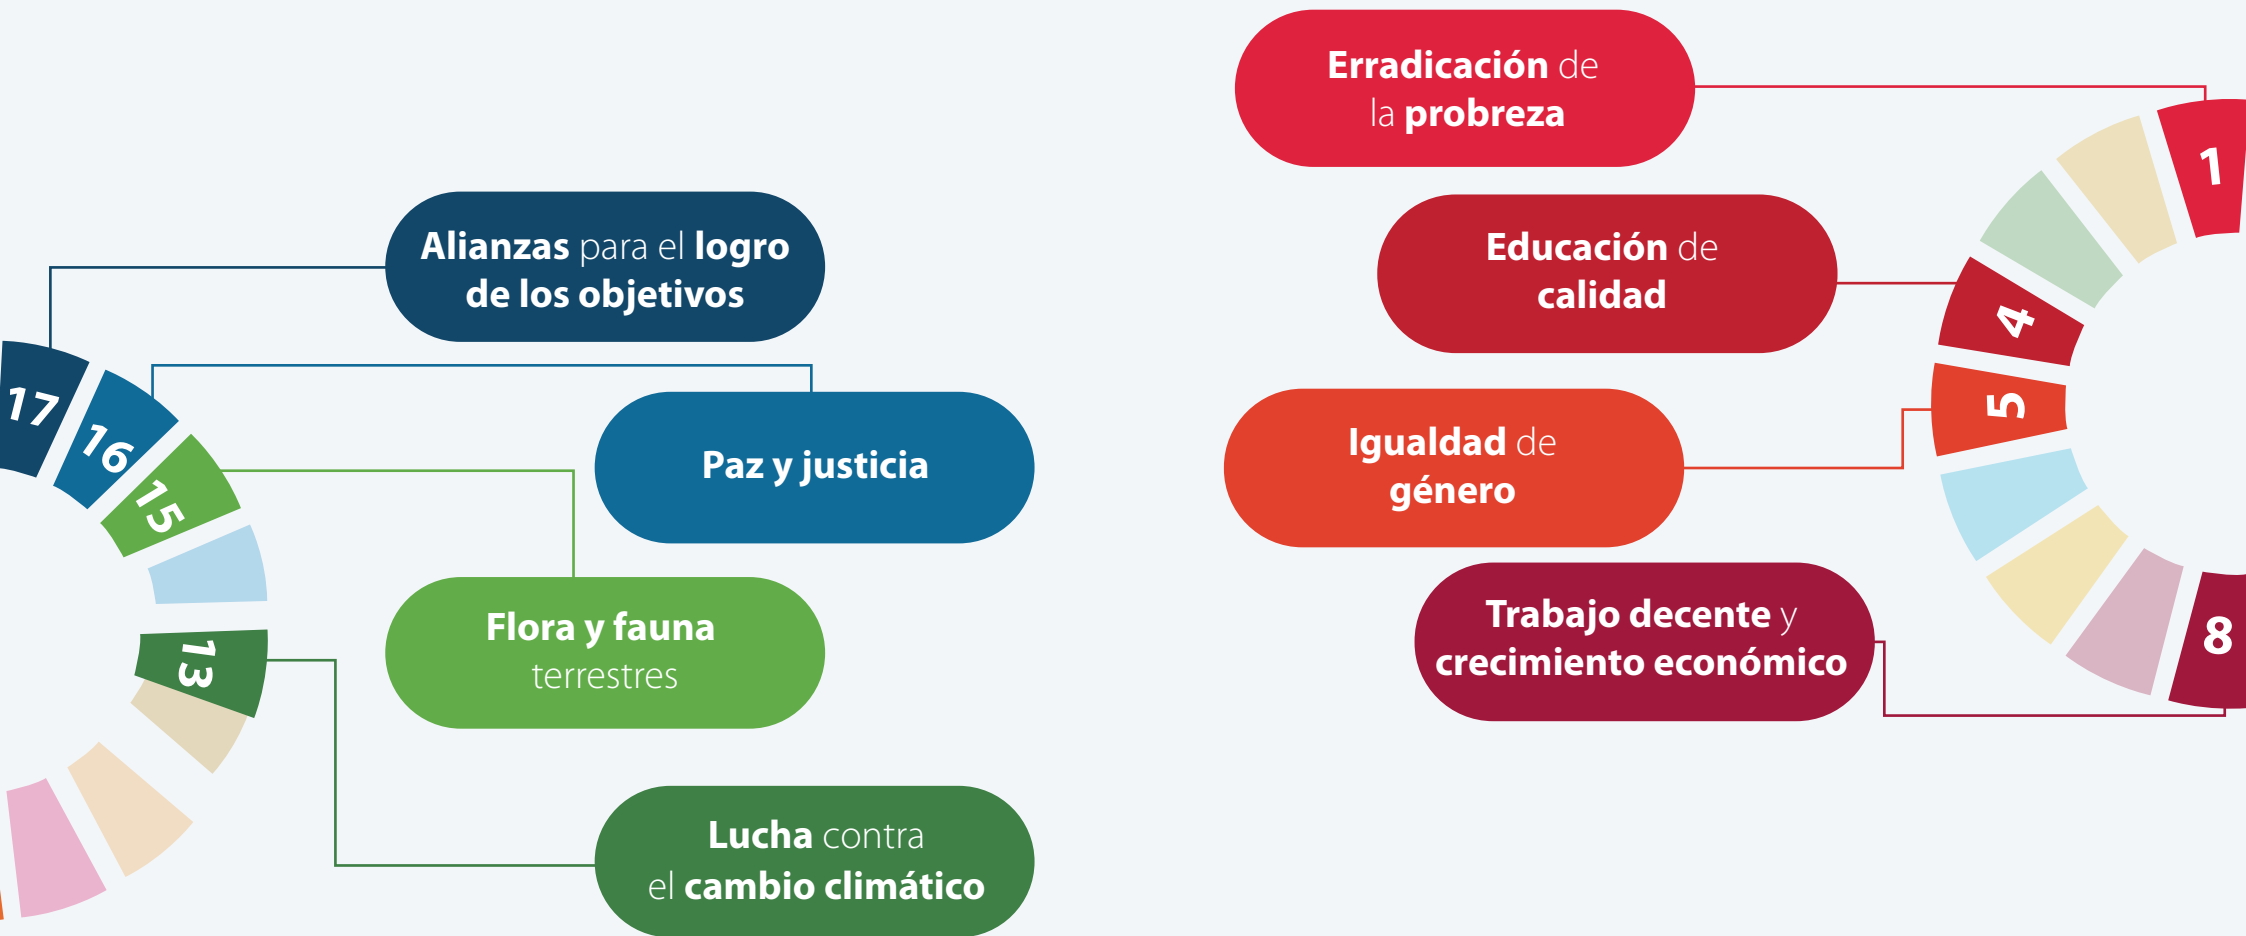 Alianzas para el logro
de los objetivos
17
16
Paz y justicia
15
Flora y fauna
terrestres
13
Lucha contra
el cambio climático
Erradicación de
la probreza
1
Educación de
calidad
4
5
Igualdad de
género
Trabajo decente y
crecimiento económico
8